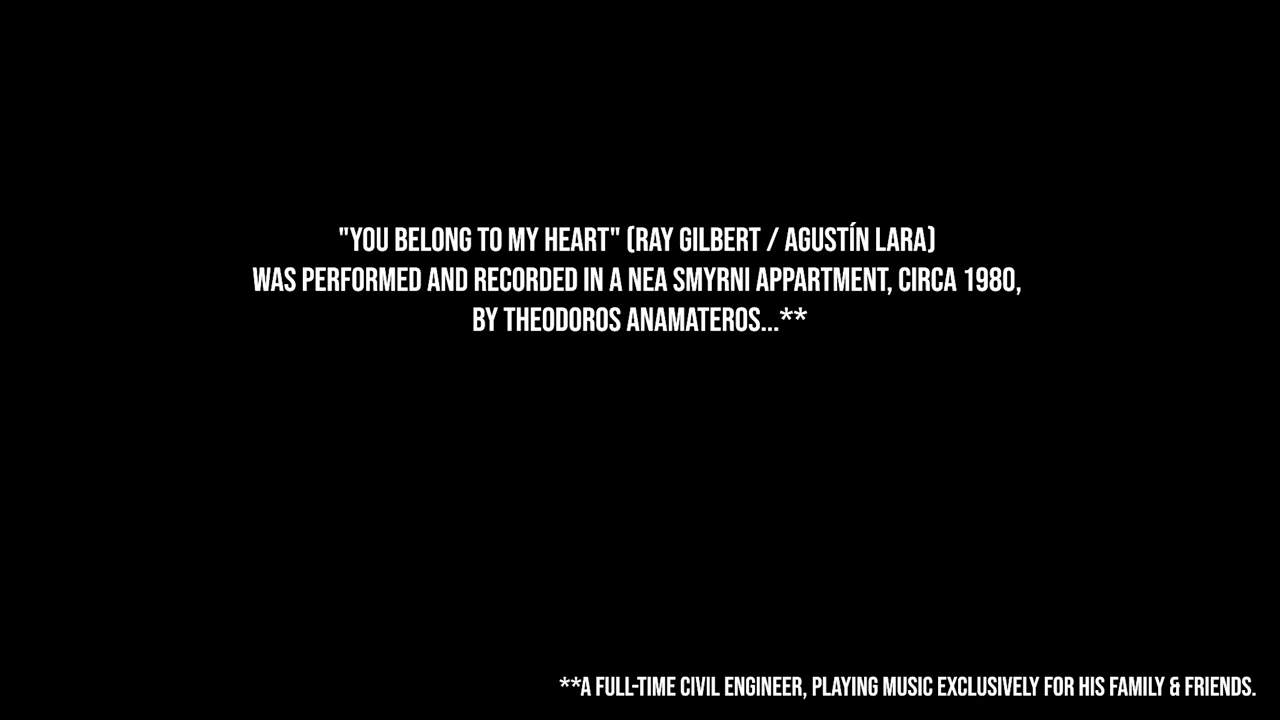 "YOU BELONG TO MY HEART" (RAY GILBERT / AGUSTÍN LARA)
WAS PERFORMED AND RECORDED IN A NEA SMYRNI APPARTMENT, CIRCA 1980,
BY THEODOROS ANAMATEROS...**
**A FULL-TIME CIVIL ENGINEER, PLAYING MUSIC EXCLUSIVELY FOR HIS FAMILY & FRIENDS.